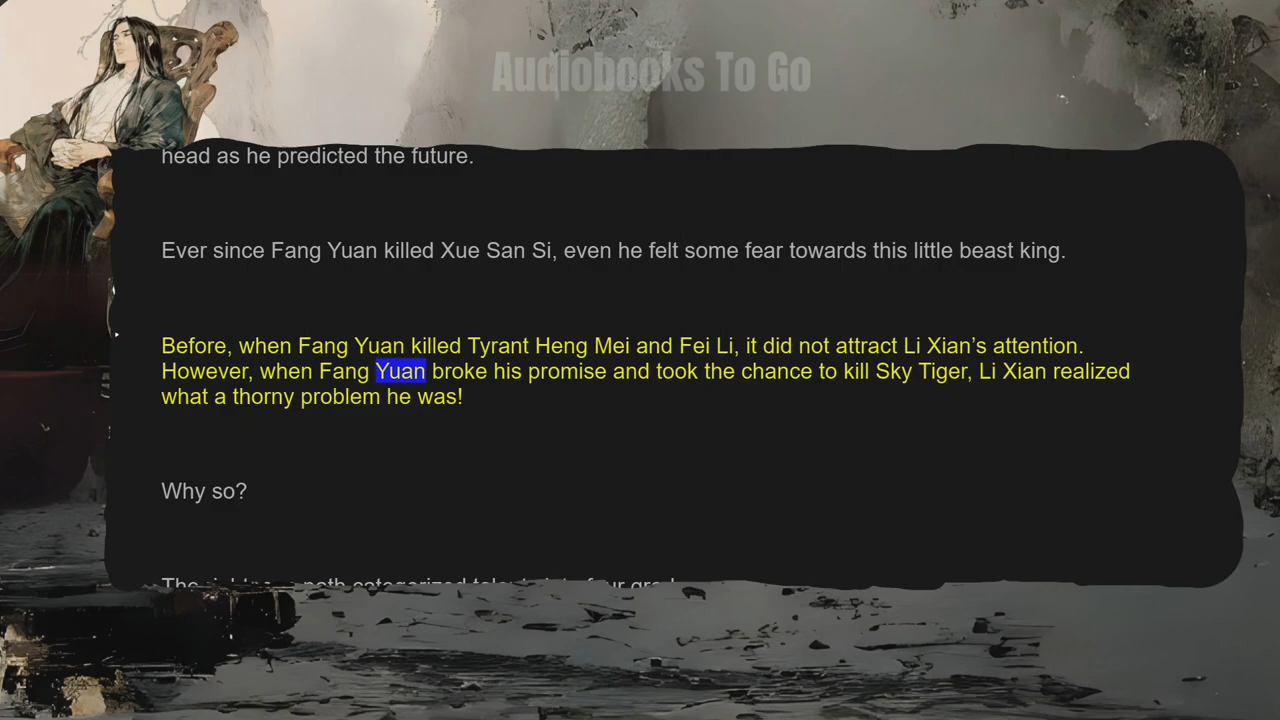 Audiobooks To Go
head as he predicted the future.
Ever since Fang Yuan killed Xue San Si, even he felt some fear towards this little beast king.
Before, when Fang Yuan killed Tyrant Heng Mei and Fei Li, it did not attract Li Xian’s attention.
However, when Fang Yuan broke his promise and took the chance to kill Sky Tiger, Li Xian realized
what a thorny problem he was!
Why so?
The path categorized